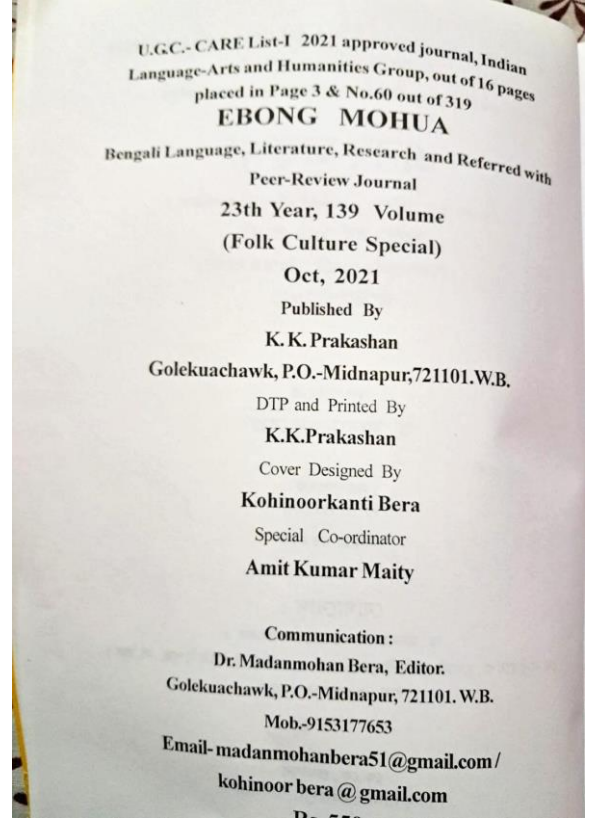 U.G.C.- CARE List-I 2021 approved journal, Indian
Language-Arts and Humanities Group, out of 16 pages
placed in Page 3 & No.60 out of 319
EBONG MOHUA
Bengali Language, Literature, Research and Referred with
Peer-Review Journal
23th Year, 139 Volume
(Folk Culture Special)
Oct, 2021
Published By
K. K. Prakashan
Golekuachawk, P.O.-Midnapur,721101.W.B.
DTP and Printed By
K.K.Prakashan
Cover Designed By
Kohinoorkanti Bera
Special Co-ordinator
Amit Kumar Maity
Communication :
Dr. Madanmohan Bera, Editor.
Golekuachawk, P.O.-Midnapur, 721101. W.B.
Mob.-9153177653
Email- madanmohanbera51@gmail.com /
kohinoor bera @ gmail.com